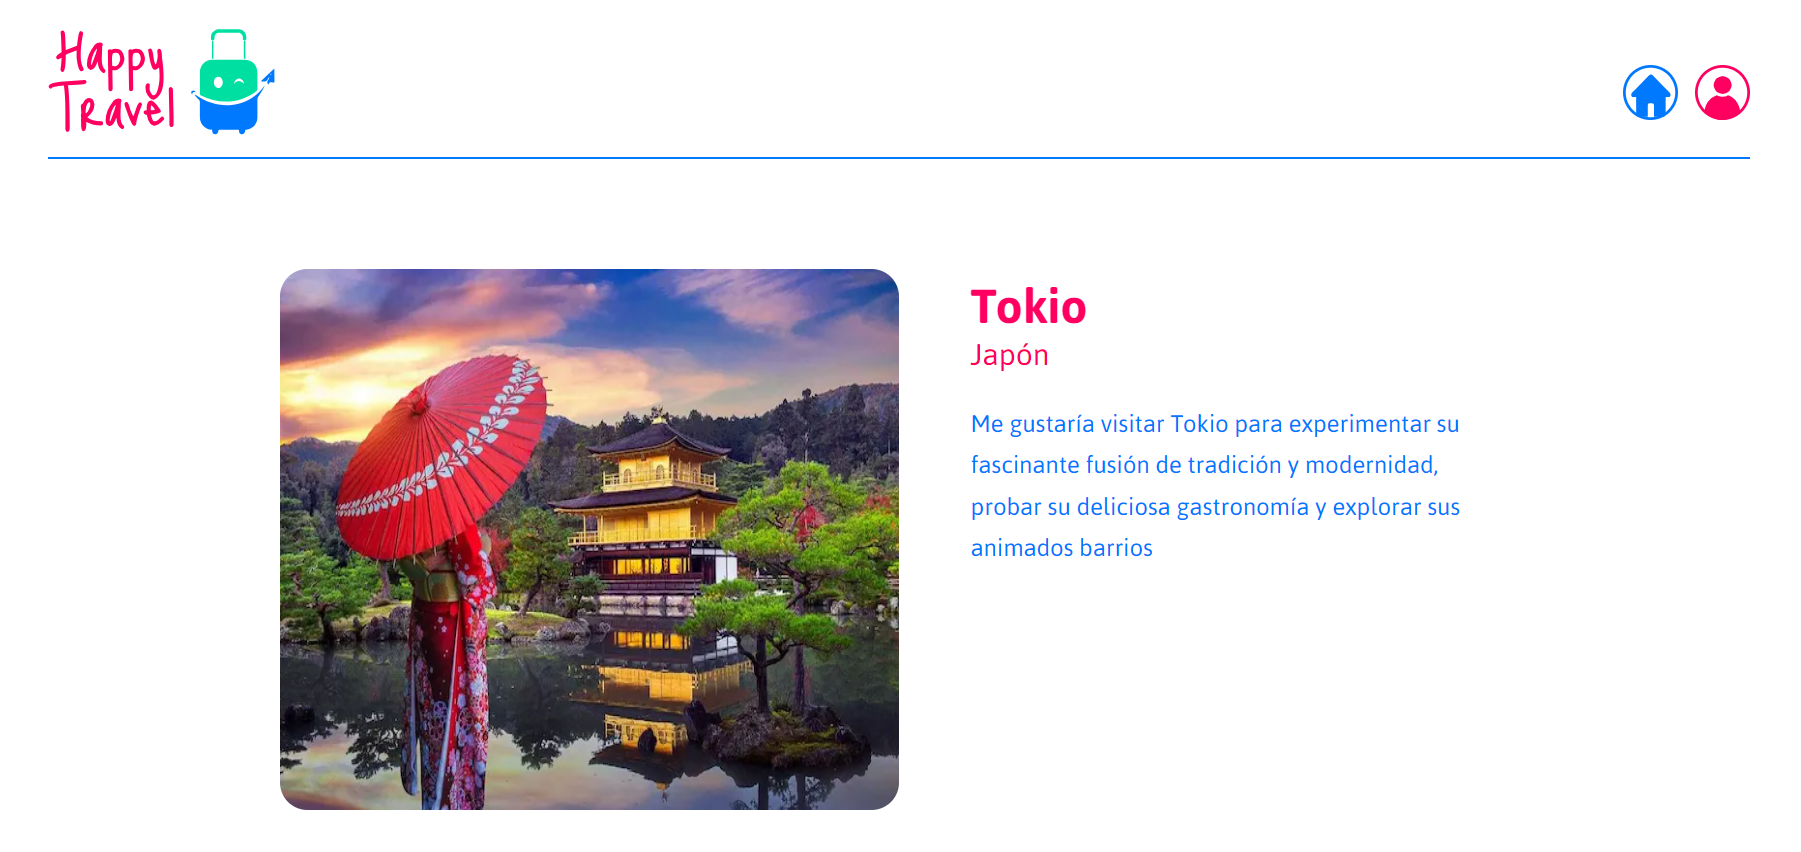 Happy
Travel
Tokio
Japón
Me gustaría visitar Tokio para experimentar su
fascinante fusión de tradición y modernidad,
probar su deliciosa gastronomía y explorar sus
animados barrios